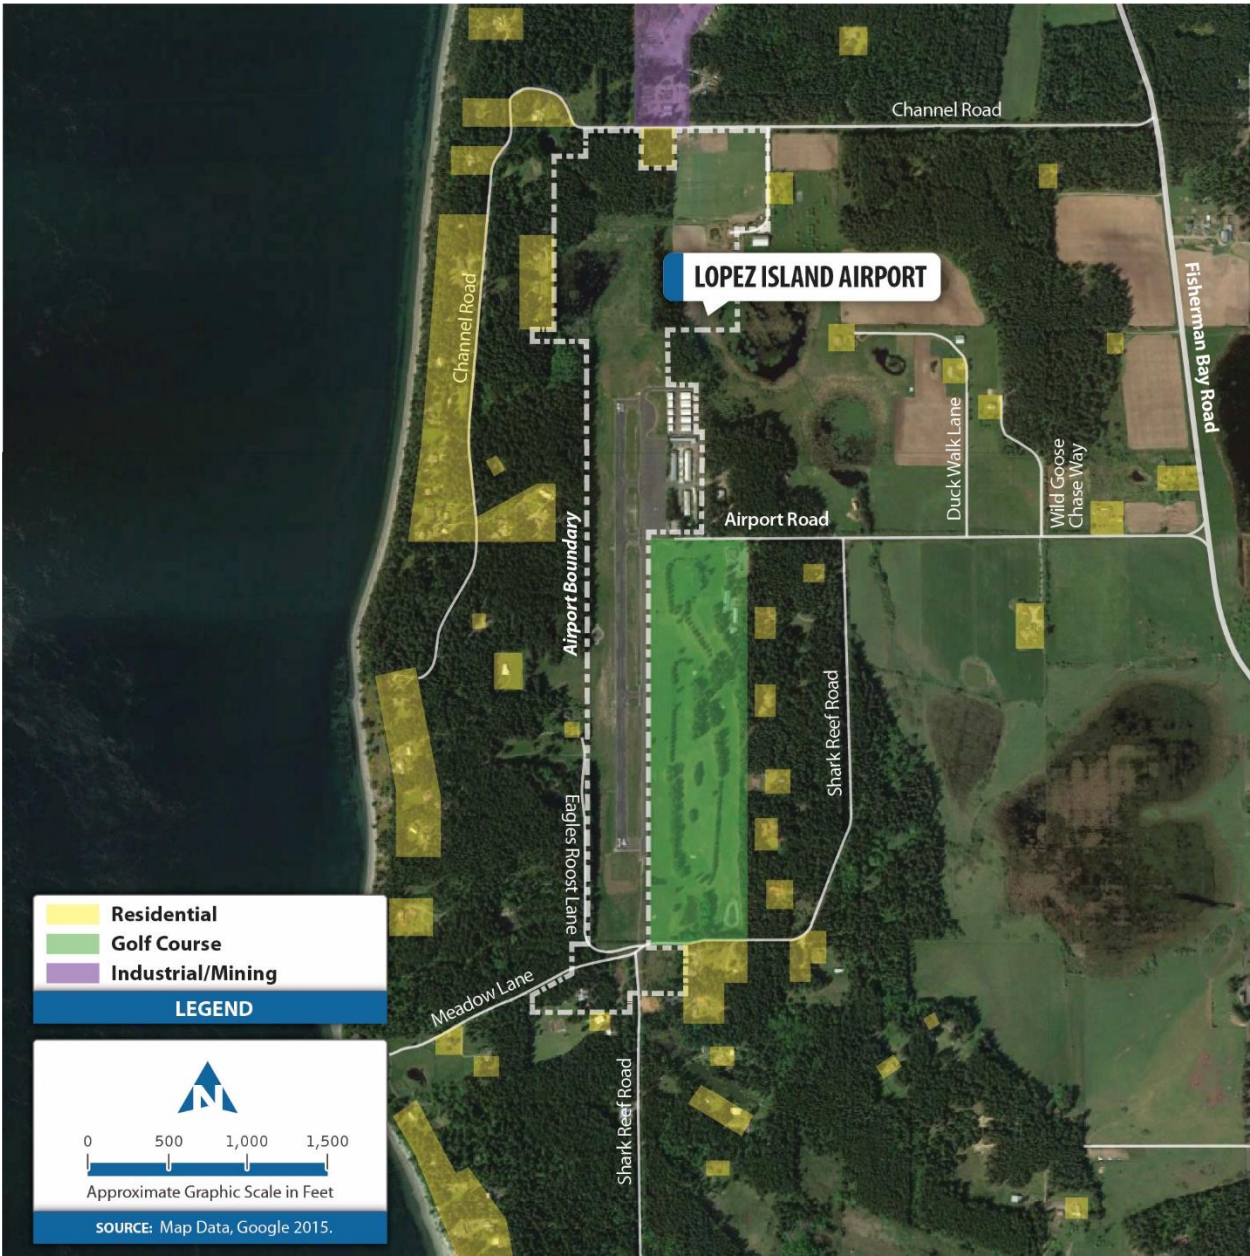 Channel Road
LOPEZ ISLAND AIRPORT
Channel Road
Fisherman Bay Road
Duck Walk Lane
Wild Goose
Chase Way
Airport Road
Airport Boundary
Shark Reef Road
Eagles Roost Lane
14
Meadow Lane
Shark Reef Road
Residential
Golf Course
Industrial/Mining
LEGEND
N
0 500 1,000 1,500
Approximate Graphic Scale in Feet
SOURCE: Map Data, Google 2015.